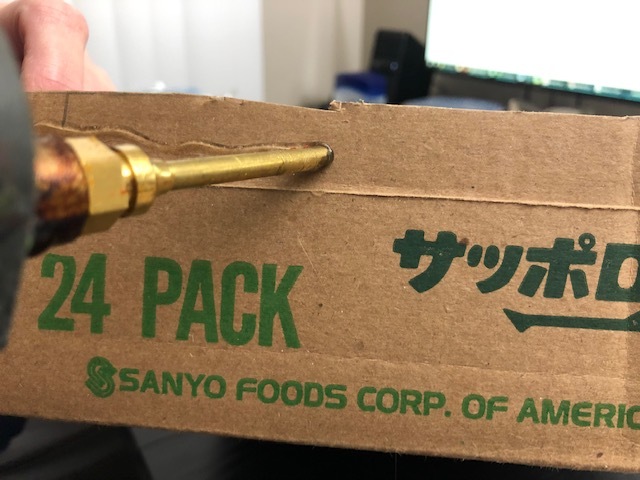 サッポロ
24 PACK
SANYO FOODS CORP. OF AMERIC